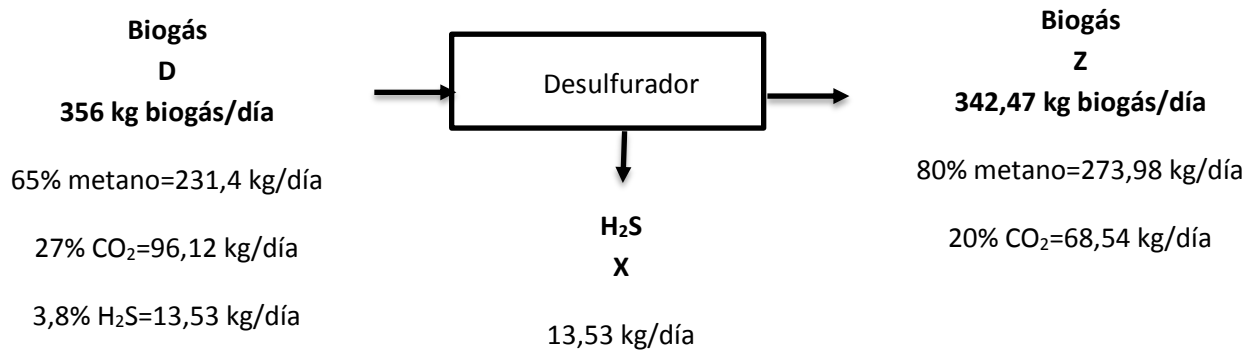 Biogás
D
356 kg biogás/día
65% metano=231,4 kg/día
27% CO₂=96,12 kg/día
3,8% H₂S=13,53 kg/día
Desulfurador
H₂S
X
13,53 kg/día
Biogás
Z
342,47 kg biogás/día
80% metano=273,98 kg/día
20% CO₂=68,54 kg/día